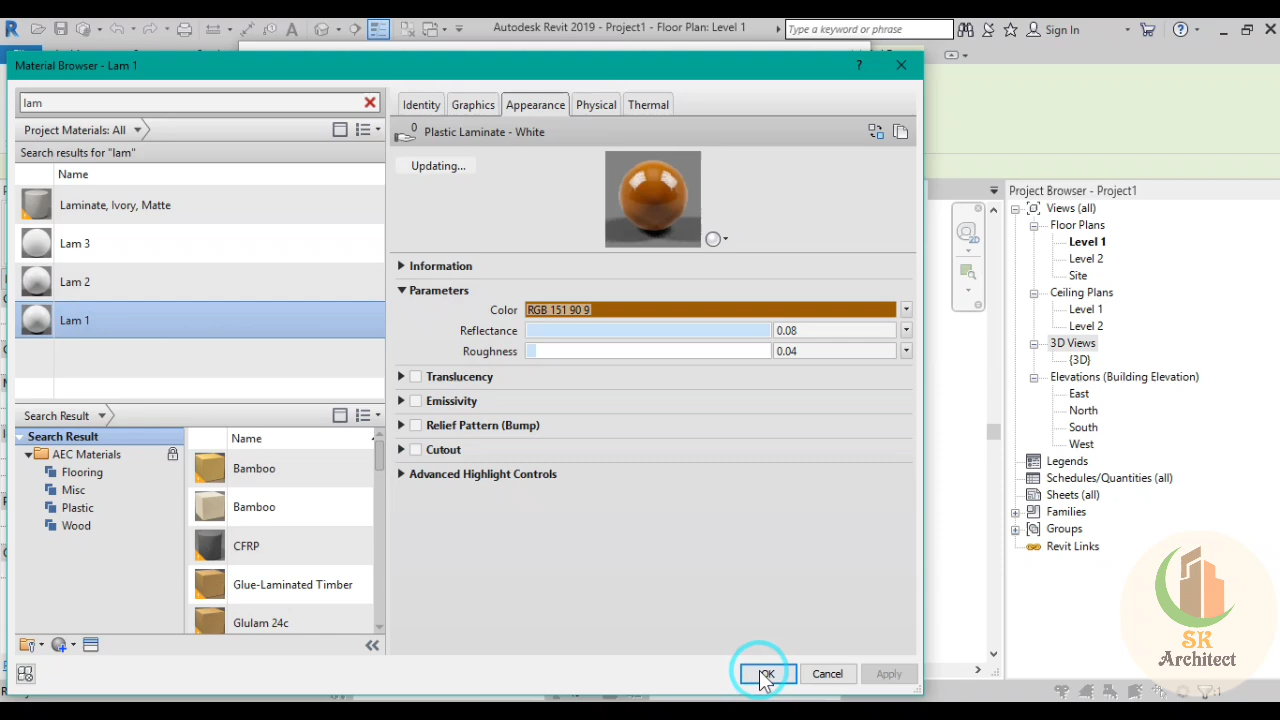 Autodesk Revit 2019 - Project1 - Floor Plan: Level 1
Type a keyword or phrase
Sign In
Material Browser - Lam 1
?
lam
Project Materials: All
Search results for "lam"
Name
Laminate, Ivory, Matte
Lam 3
Lam 2
Lam 1
Search Result
Search Result
AEC Materials
Flooring
Misc
Plastic
Wood
Name
Bamboo
Bamboo
CFRP
Glue-Laminated Timber
Glulam 24c
Identity
Graphics
Appearance
Physical
Thermal
0
Plastic Laminate - White
Updating...
Information
Parameters
Color
RGB 151 90 9
Reflectance
0.08
Roughness
0.04
Translucency
Emissivity
Relief Pattern (Bump)
Cutout
Advanced Highlight Controls
OK
Cancel
Apply
2D
Project Browser - Project1
Views (all)
Floor Plans
Level 1
Level 2
Site
Ceiling Plans
Level 1
Level 2
3D Views
{3D}
Elevations (Building Elevation)
East
North
South
West
Legends
Schedules/Quantities (all)
Sheets (all)
Families
Groups
Revit Links
SK
Architect